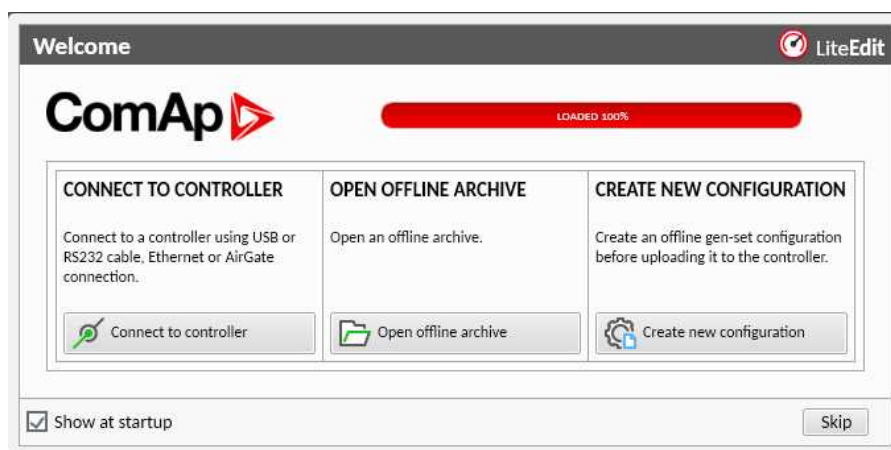 Welcome
LiteEdit
ComAp
LOADED 100%
CONNECT TO CONTROLLER
Connect to a controller using USB or
RS232 cable, Ethernet or AirGate
connection.
Connect to controller
OPEN OFFLINE ARCHIVE
Open an offline archive.
Open offline archive
CREATE NEW CONFIGURATION
Create an offline gen-set configuration
before uploading it to the controller.
Create new configuration
Show at startup
Skip